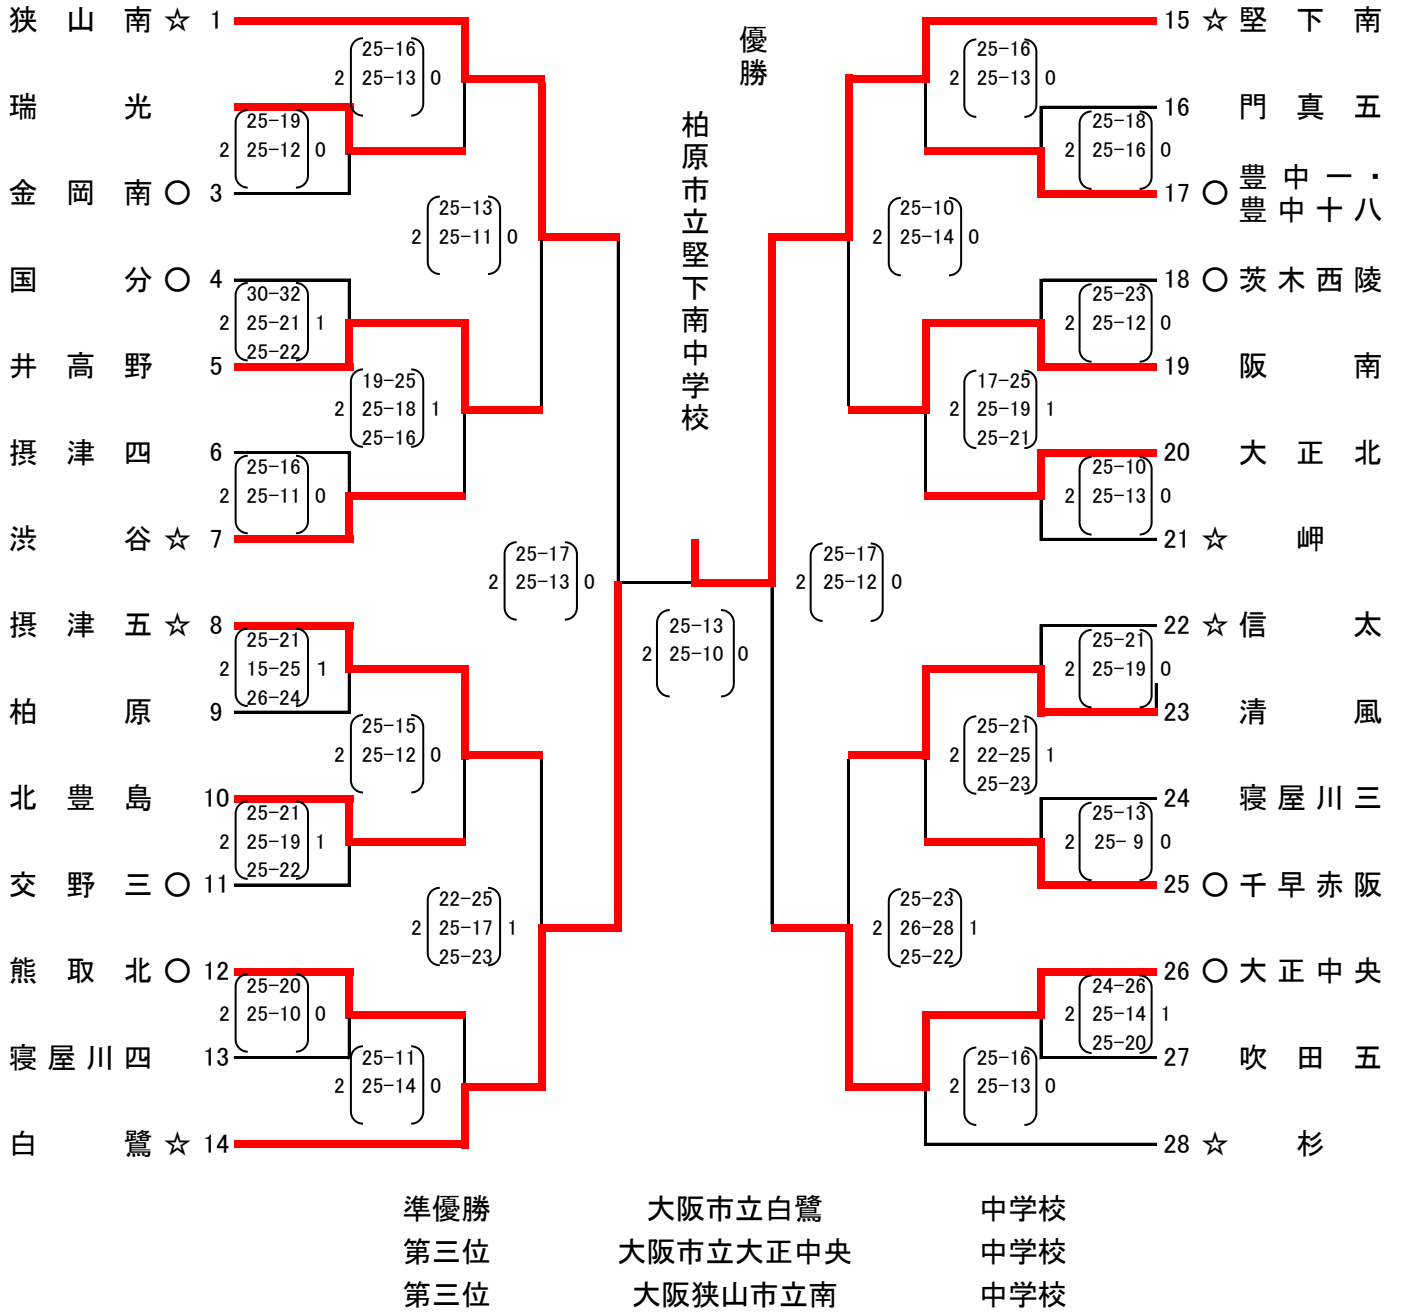 狭山南 ☆ 1
2 25-16 25-13 0
瑞光
2 25-19 25-12 0
金岡南 〇 3
2 25-13 25-11 0
国分 〇 4
2 30-32 25-21 25-22 1
井高野 5
2 19-25 25-18 25-16 1
摂津四 6
2 25-16 25-11 0
渋谷 ☆ 7
2 25-17 25-13 0
摂津五 ☆ 8
2 25-21 15-25 26-24 1
柏原 9
2 25-15 25-12 0
北豊島 10
2 25-21 25-19 25-22 1
交野三 〇 11
2 22-25 25-17 25-23 1
熊取北 〇 12
2 25-20 25-10 0
寝屋川四 13
2 25-11 25-14 0
白鷺 ☆ 14
優勝
柏原市立堅下南中学校
2 25-13 25-10 0
15 ☆ 堅下南
2 25-16 25-13 0
16 門真五
2 25-18 25-16 0
17 〇 豊中一・
豊中十八
2 25-10 25-14 0
18 〇 茨木西陵
2 25-23 25-12 0
19 阪南
2 17-25 25-19 25-21 1
20 大正北
2 25-10 25-13 0
21 ☆ 岬
2 25-17 25-12 0
22 ☆ 信太
2 25-21 25-19 0
23 清風
2 25-21 22-25 25-23 1
24 寝屋川三
2 25-13 25- 9 0
25 〇 千早赤阪
2 25-23 26-28 25-22 1
26 〇 大正中央
2 24-26 25-14 25-20 1
27 吹田五
2 25-16 25-13 0
28 ☆ 杉
準優勝 大阪市立白鷺 中学校
第三位 大阪市立大正中央 中学校
第三位 大阪狭山市立南 中学校